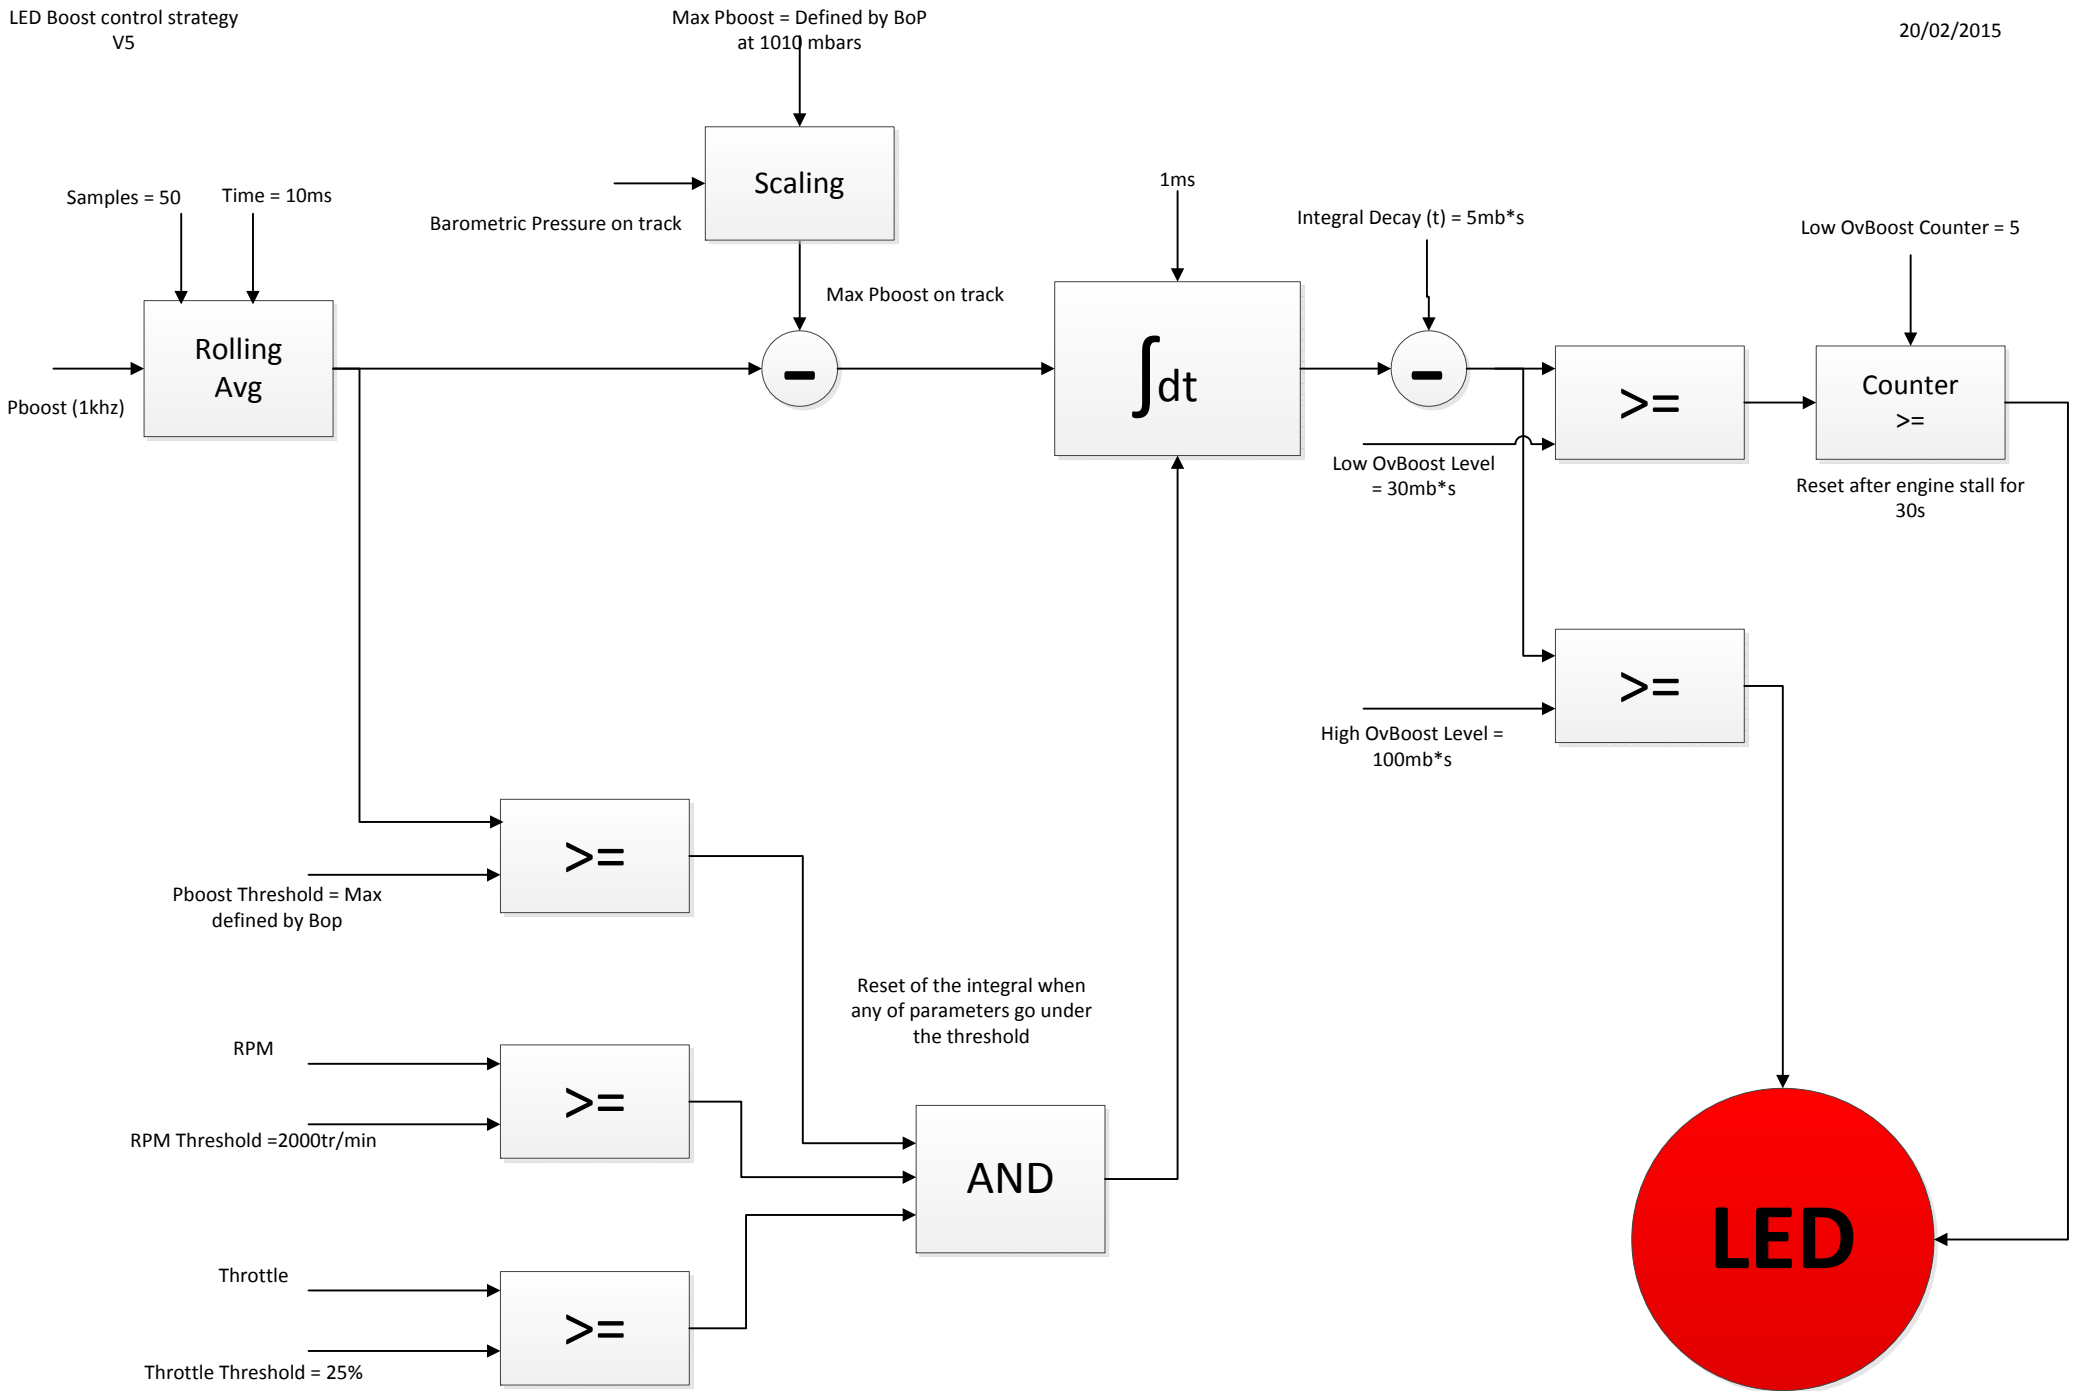 LED Boost control strategy
V5
Max Pboost = Defined by BoP
at 1010 mbars
20/02/2015
Scaling
Barometric Pressure on track
Samples = 50
Time = 10ms
Rolling
Avg
Pboost (1khz)
-
Max Pboost on track
1ms
∫dt
Integral Decay (t) = 5mb*s
-
>=
Low OvBoost Level
= 30mb*s
Low OvBoost Counter = 5
Counter
>=
Reset after engine stall for
30s
>=
High OvBoost Level =
100mb*s
>=
Pboost Threshold = Max
defined by Bop
Reset of the integral when
any of parameters go under
the threshold
RPM
>=
RPM Threshold =2000tr/min
AND
Throttle
>=
Throttle Threshold = 25%
LED